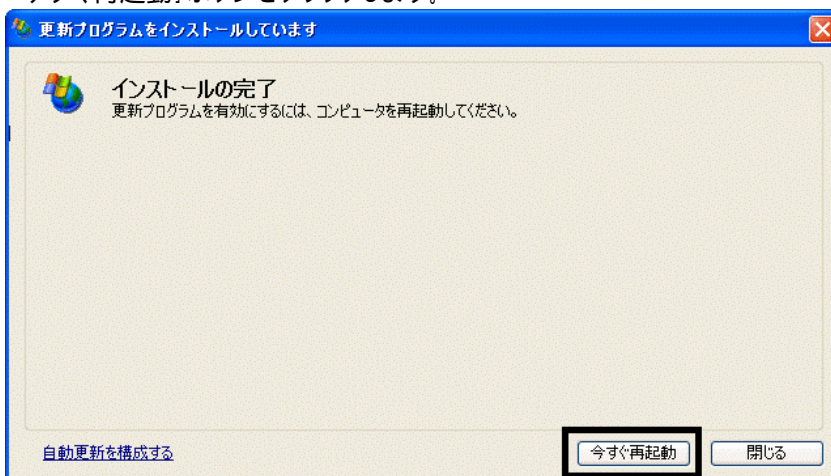 更新プログラムをインストールしています
インストールの完了
更新プログラムを有効にするには、コンピュータを再起動してください。
自動更新を構成する
今すぐ再起動
閉じる